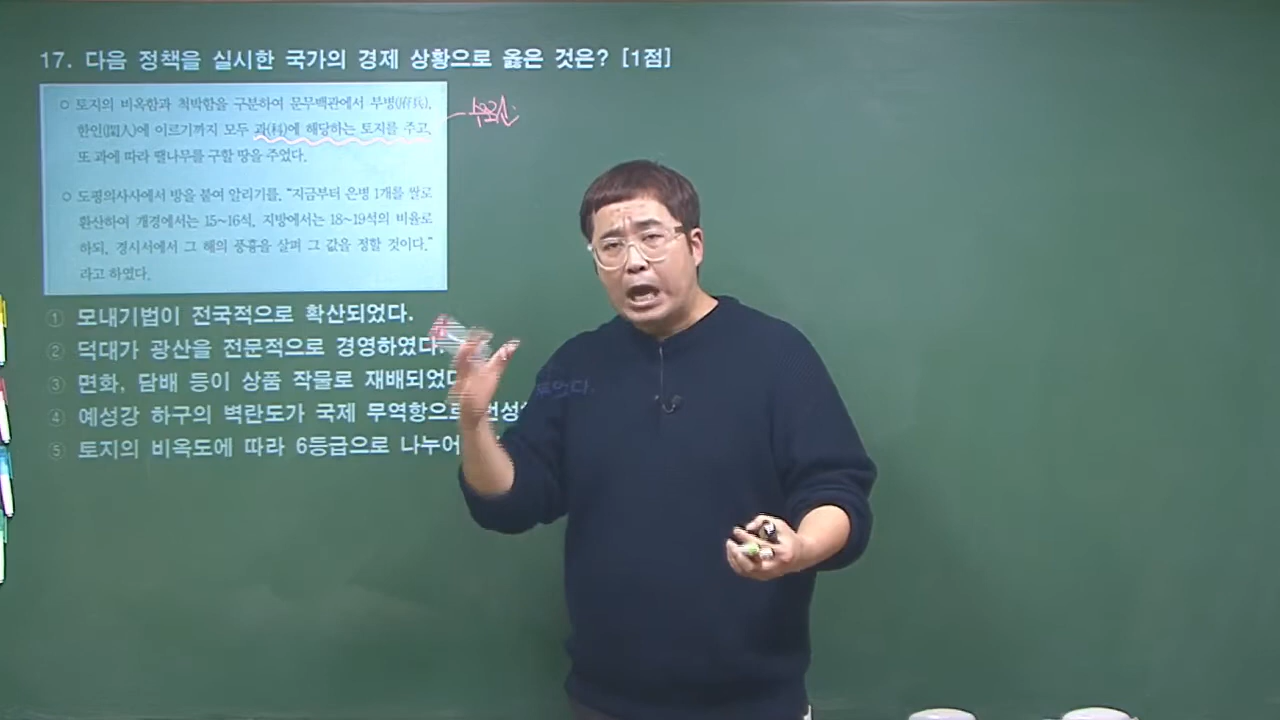 17. 다음 정책을 실시한 국가의 경제 상황으로 옳은 것은? [1점]
○ 토지의 비옥함과 척박함을 구분하여 문무백관에서 부병(府兵),
한인(閑人)에 이르기까지 모두 과(科)에 해당하는 토지를 주고,
또 과에 따라 땔나무를 구할 땅을 주었다.
○ 도평의사사에서 방을 붙여 알리기를, "지금부터 은병 1개를 쌀로
환산하여 개경에서는 15~16석, 지방에서는 18~19석의 비율로
하되, 경시서에서 그 해의 풍흉을 살펴 그 값을 정할 것이다."
라고 하였다.
① 모내기법이 전국적으로 확산되었다.
② 덕대가 광산을 전문적으로 경영하였다.
③ 면화, 담배 등이 상품 작물로 재배되었다
④ 예성강 하구의 벽란도가 국제 무역항으로 번성
⑤ 토지의 비옥도에 따라 6등급으로 나누어